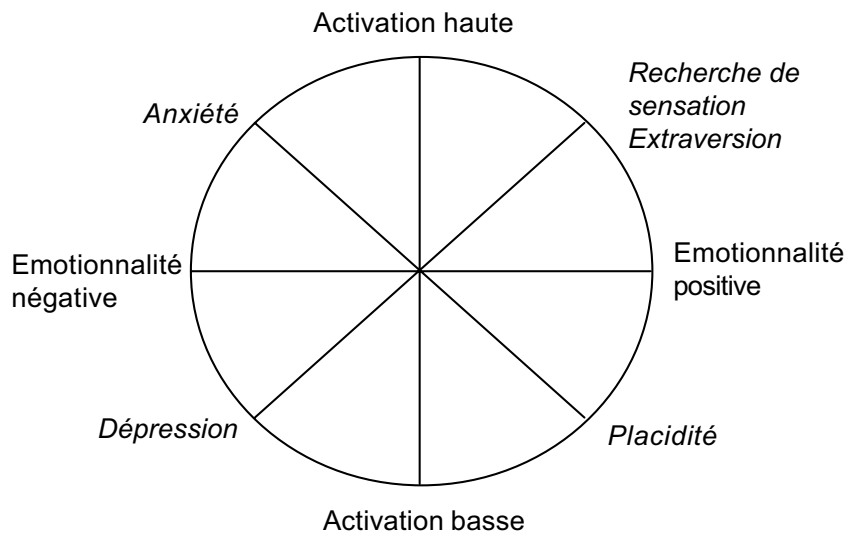 Activation haute
Recherche de
sensation
Extraversion
Anxiété
Emotionnalité
négative
Emotionnalité
positive
Dépression
Placidité
Activation basse